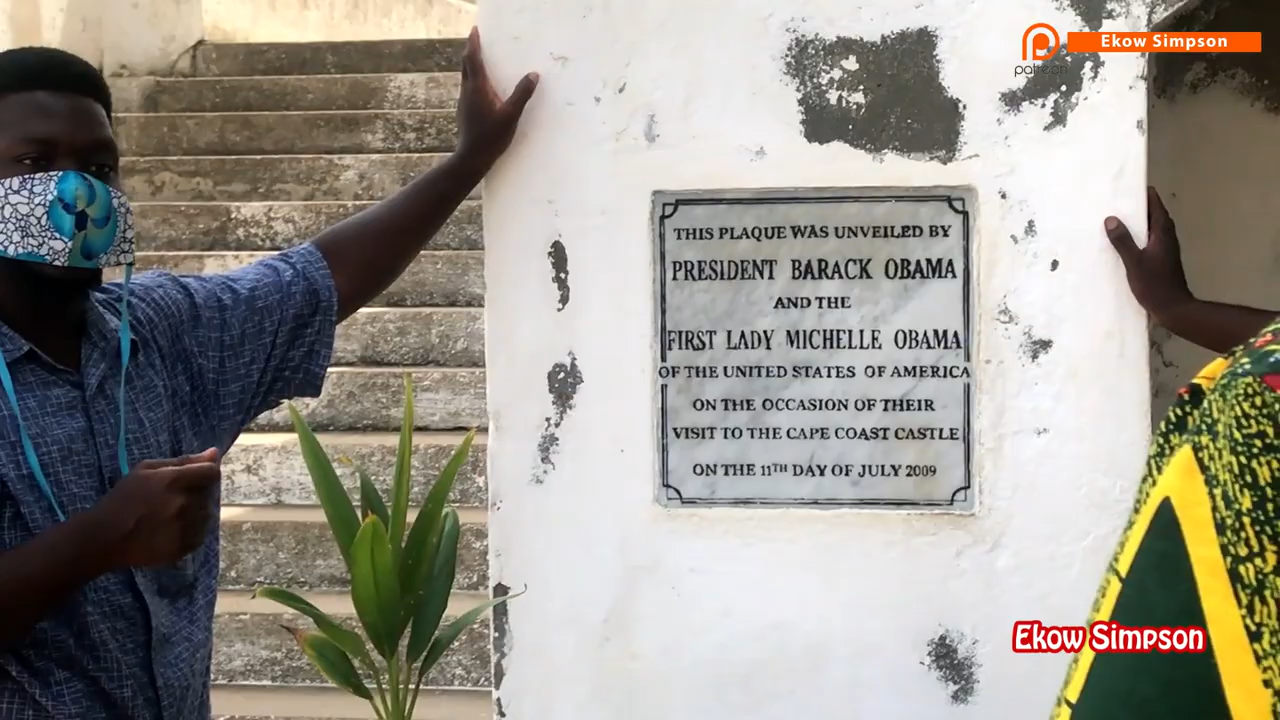 patreon
Ekow Simpson
THIS PLAQUE WAS UNVEILED BY
PRESIDENT BARACK OBAMA
AND THE
FIRST LADY MICHELLE OBAMA
OF THE UNITED STATES OF AMERICA
ON THE OCCASION OF THEIR
VISIT TO THE CAPE COAST CASTLE
ON THE 11TH DAY OF JULY 2009
Ekow Simpson